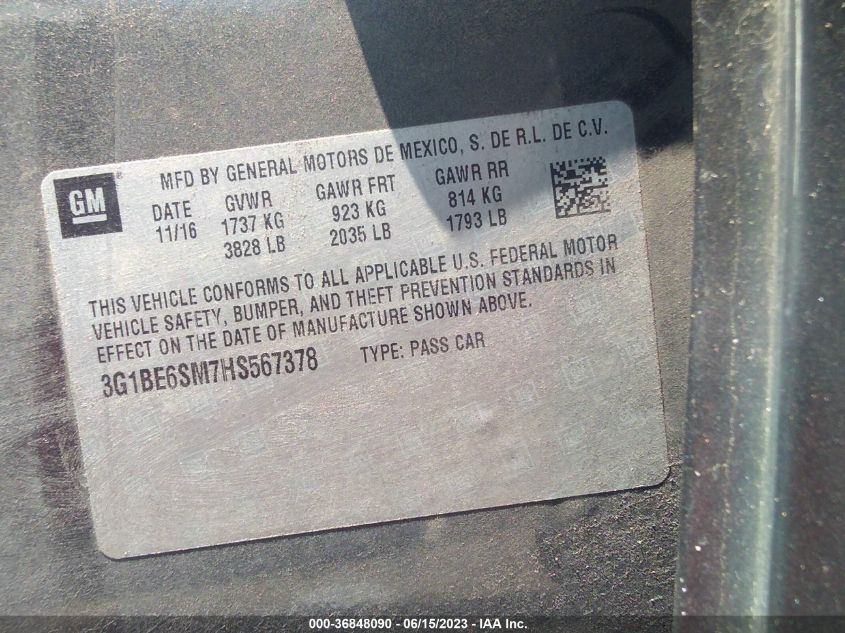 MFD BY GENERAL MOTORS DE MEXICO, S. DE R.L. DE C.V.
GM®
DATE GVWR GAWR FRT GAWR RR
11/16 1737 KG 923 KG 814 KG
3828 LB 2035 LB 1793 LB
THIS VEHICLE CONFORMS TO ALL APPLICABLE U.S. FEDERAL MOTOR
VEHICLE SAFETY, BUMPER, AND THEFT PREVENTION STANDARDS IN
EFFECT ON THE DATE OF MANUFACTURE SHOWN ABOVE.
3G1BE6SM7HS567378 TYPE: PASS CAR
000-36848090 - 06/15/2023 - IAA Inc.